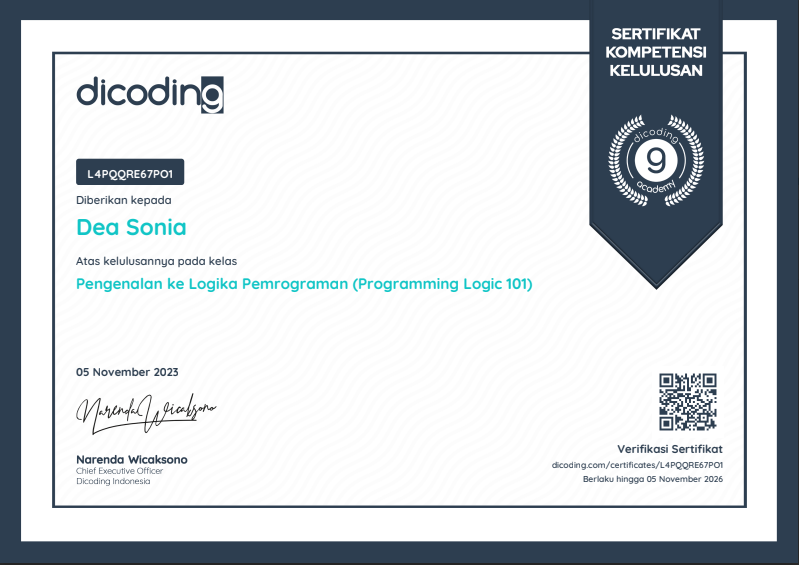 SERTIFIKAT
KOMPETENSI
KELULUSAN
dicoding
dicoding
9
academy
L4PQQRE67PO1
Diberikan kepada
Dea Sonia
Atas kelulusannya pada kelas
Pengenalan ke Logika Pemrograman (Programming Logic 101)
05 November 2023
Narenda Wicaksono
Narenda Wicaksono
Chief Executive Officer
Dicoding Indonesia
Verifikasi Sertifikat
dicoding.com/certificates/L4PQQRE67PO1
Berlaku hingga 05 November 2026